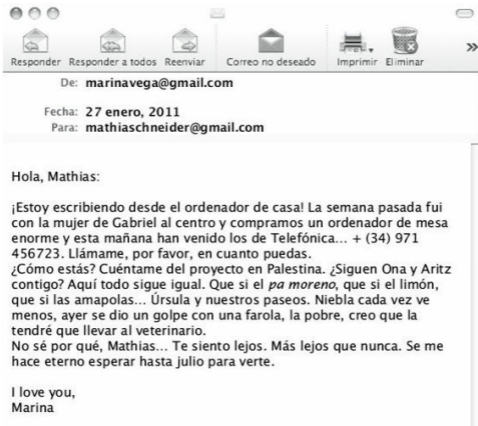 Responder Responder a todos Reenviar Correo no deseado Imprimir Eliminar »
De: marinavega@gmail.com
Fecha: 27 enero, 2011
Para: mathiaschneider@gmail.com
Hola, Mathias:
¡Estoy escribiendo desde el ordenador de casa! La semana pasada fui
con la mujer de Gabriel al centro y compramos un ordenador de mesa
enorme y esta mañana han venido los de Telefónica... + (34) 971
456723. Llámame, por favor, en cuanto puedas.
¿Cómo estás? Cuéntame del proyecto en Palestina. ¿Siguen Ona y Aritz
contigo? Aquí todo sigue igual. Que si el pa moreno, que si el limón,
que si las amapolas... Úrsula y nuestros paseos. Niebla cada vez ve
menos, ayer se dio un golpe con una farola, la pobre, creo que la
tendré que llevar al veterinario.
No sé por qué, Mathias... Te siento lejos. Más lejos que nunca. Se me
hace eterno esperar hasta julio para verte.
I love you,
Marina